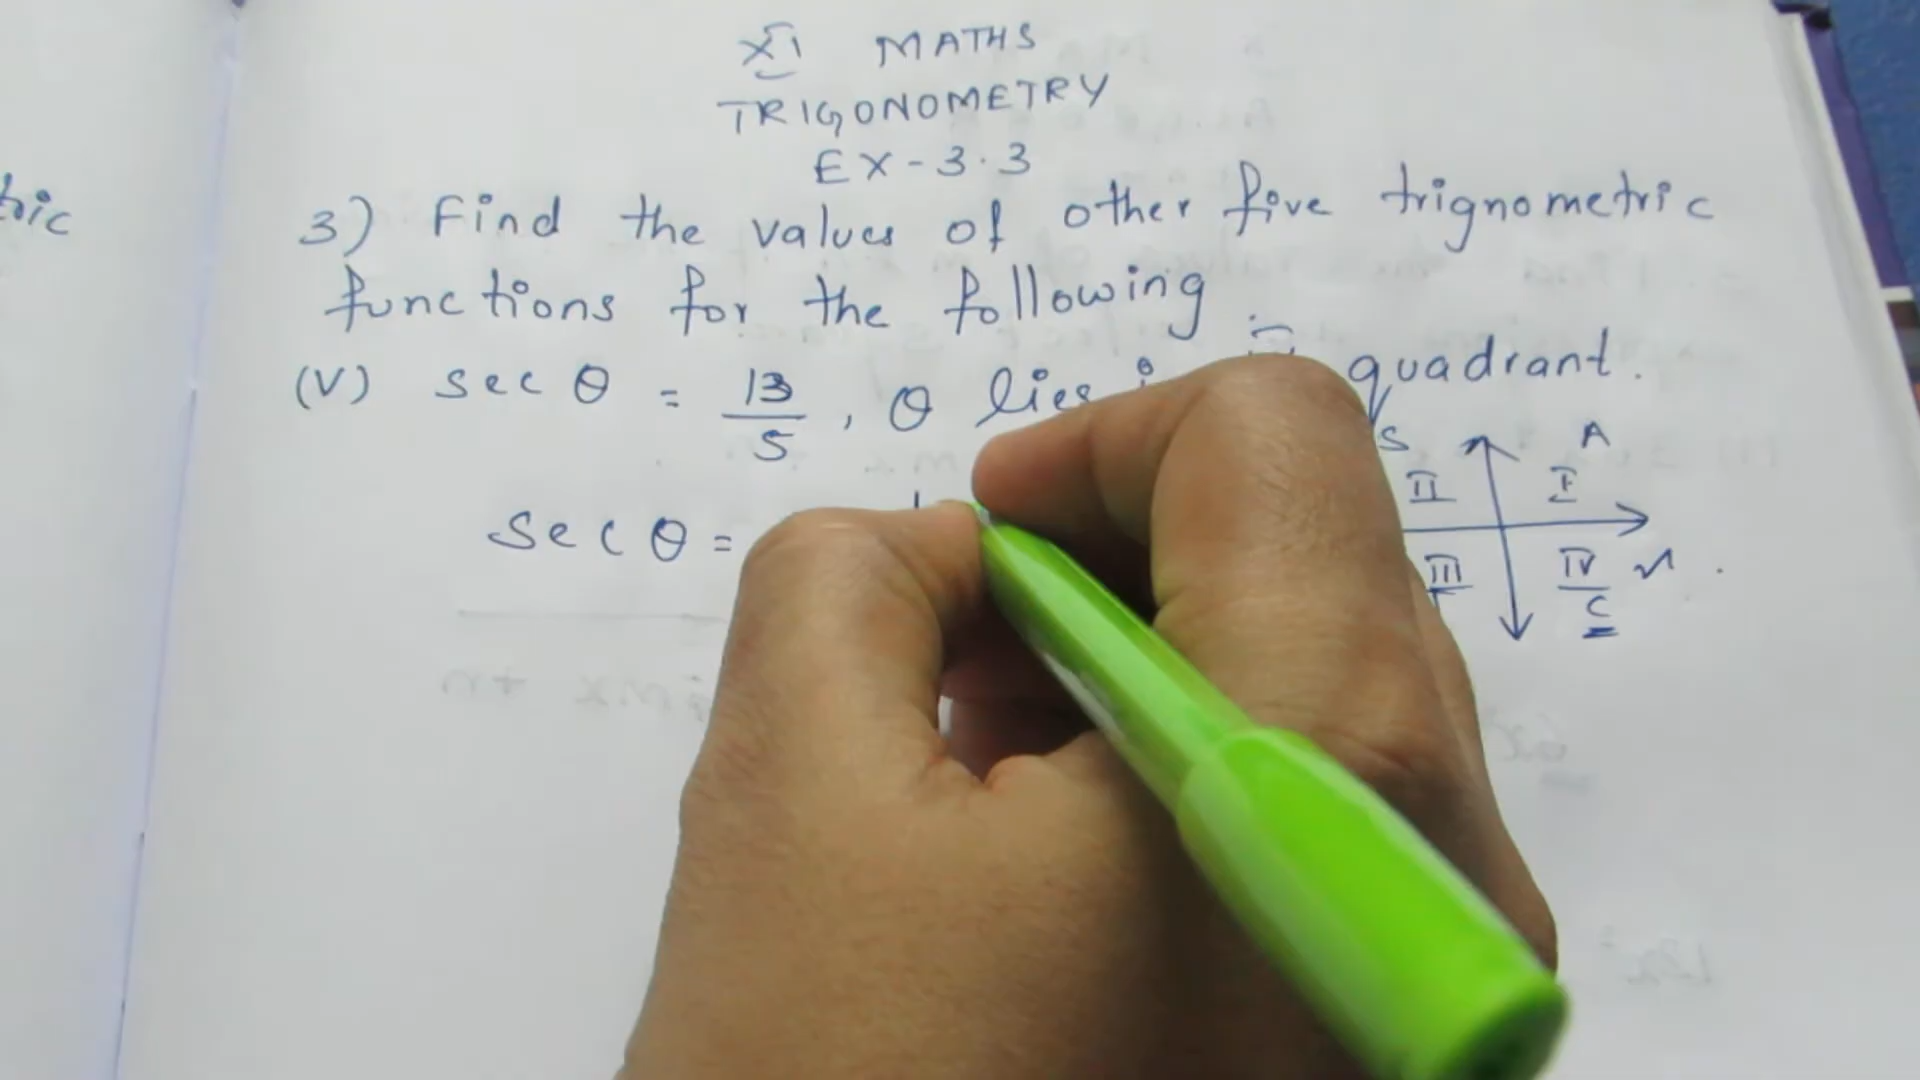 XI MATHS
TRIGONOMETRY
EX-3.3
3) Find the values of other five trignometric
functions for the following
(V) sec θ = 13/5, θ lies quadrant.
S A
II I
sec θ =
III IV
C